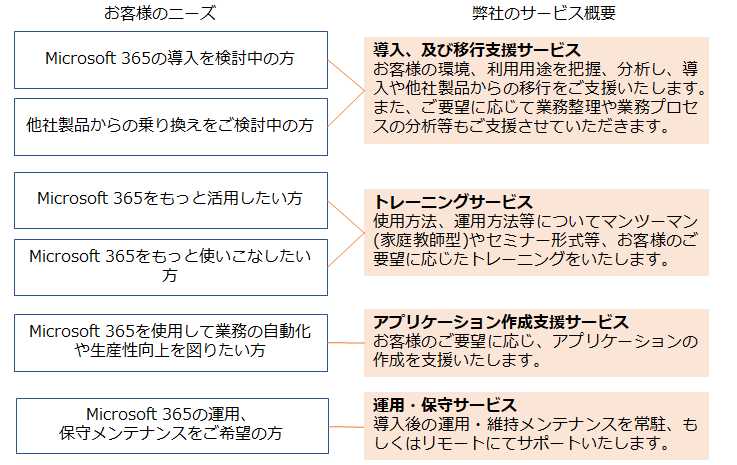 お客様のニーズ
弊社のサービス概要
Microsoft 365の導入を検討中の方
他社製品からの乗り換えをご検討中の方
導入、及び移行支援サービス
お客様の環境、利用用途を把握、分析し、導
入や他社製品からの移行をご支援いたします。
また、ご要望に応じて業務整理や業務プロセ
スの分析等もご支援させていただきます。
Microsoft 365をもっと活用したい方
Microsoft 365をもっと使いこなしたい
方
トレーニングサービス
使用方法、運用方法等についてマンツーマン
(家庭教師型)やセミナー形式等、お客様のご
要望に応じたトレーニングをいたします。
Microsoft 365を使用して業務の自動化
や生産性向上を図りたい方
アプリケーション作成支援サービス
お客様のご要望に応じ、アプリケーションの
作成を支援いたします。
Microsoft 365の運用、
保守メンテナンスをご希望の方
運用・保守サービス
導入後の運用・維持メンテナンスを常駐、も
しくはリモートにてサポートいたします。